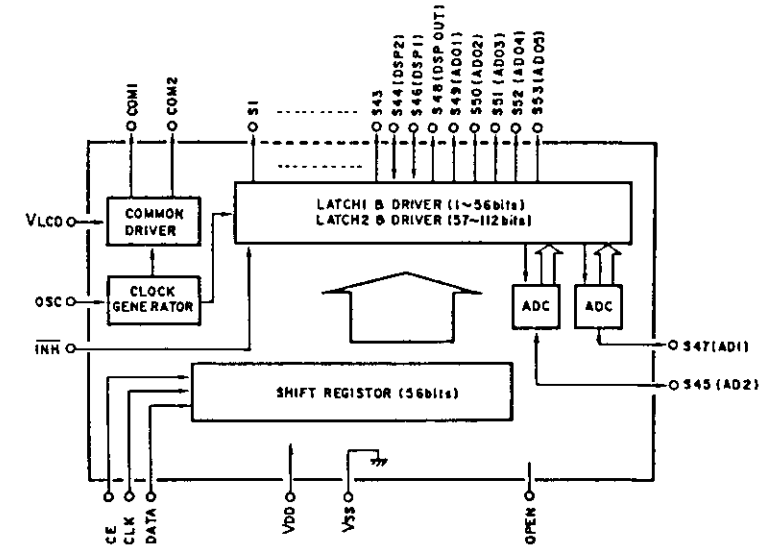 COM1
COM2
S1
S43
S44(DSP2)
S46(DSP1)
S48(DSP OUT)
S49(ADO1)
S50(ADO2)
S51(ADO3)
S52(ADO4)
S53(ADO5)
VLCD
COMMON
DRIVER
LATCH1 & DRIVER (1~56bits)
LATCH2 & DRIVER (57~112bits)
OSC
CLOCK
GENERATOR
ADC
ADC
INH
S47(AD1)
S45(AD2)
SHIFT REGISTOR (56bits)
CE
CLK
DATA
VDD
VSS
OPEN